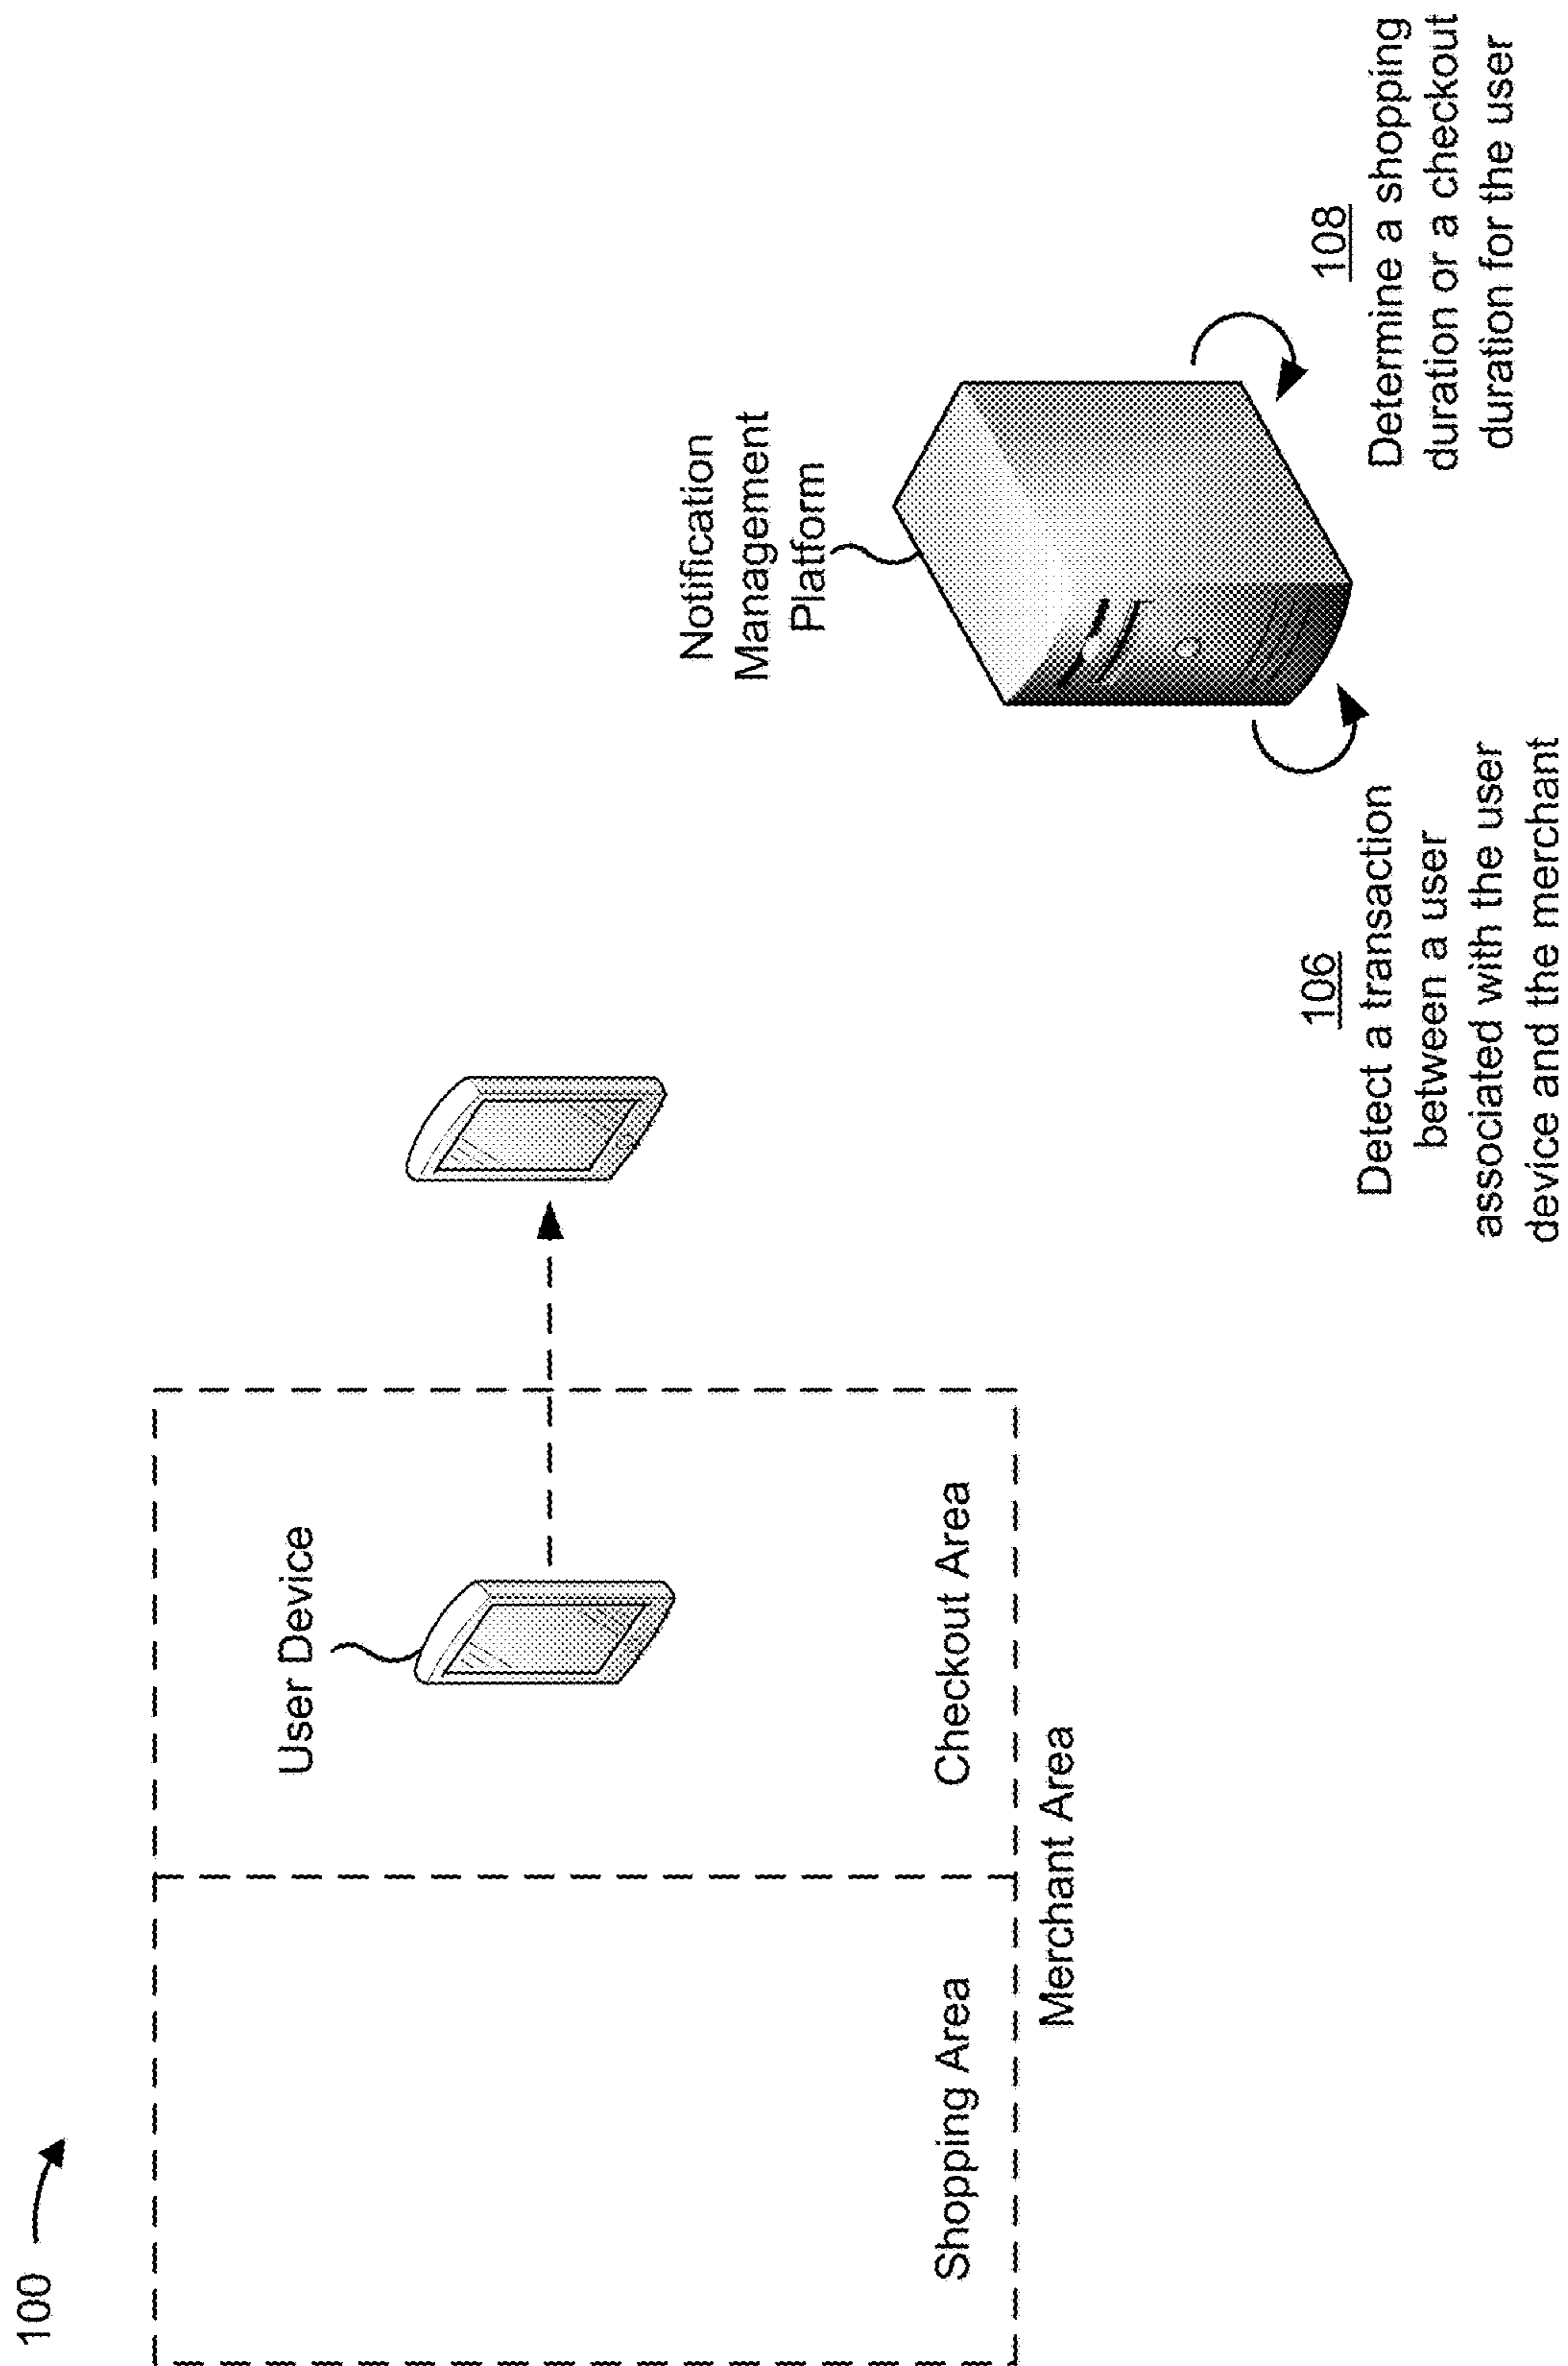 100
User Device
Shopping Area
Checkout Area
Merchant Area
Notification
Management
Platform
106
Detect a transaction
between a user
associated with the user
device and the merchant
108
Determine a shopping
duration or a checkout
duration for the user